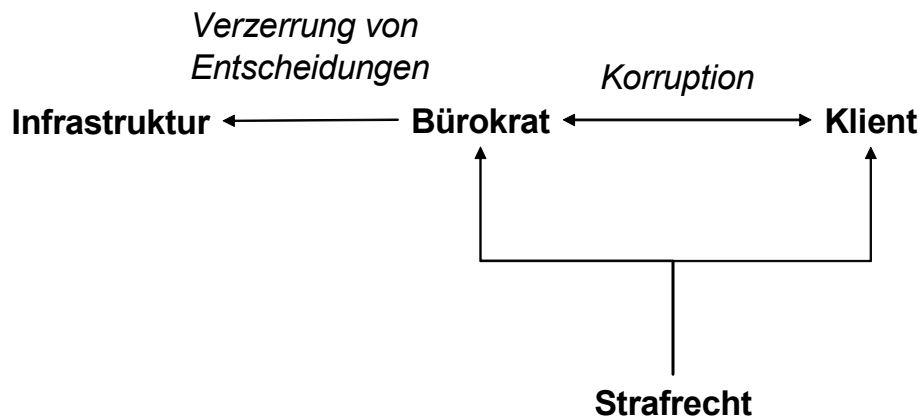 Verzerrung von
Entscheidungen
Korruption
Infrastruktur
Bürokrat
Klient
Strafrecht